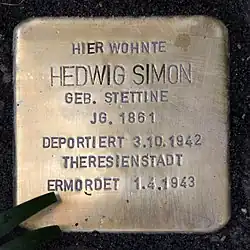 HIER WOHNTE
HEDWIG SIMON
GEB. STETTINE
JG. 1861
DEPORTIERT 3.10.1942
THERESIENSTADT
ERMORDET 1.4.1943